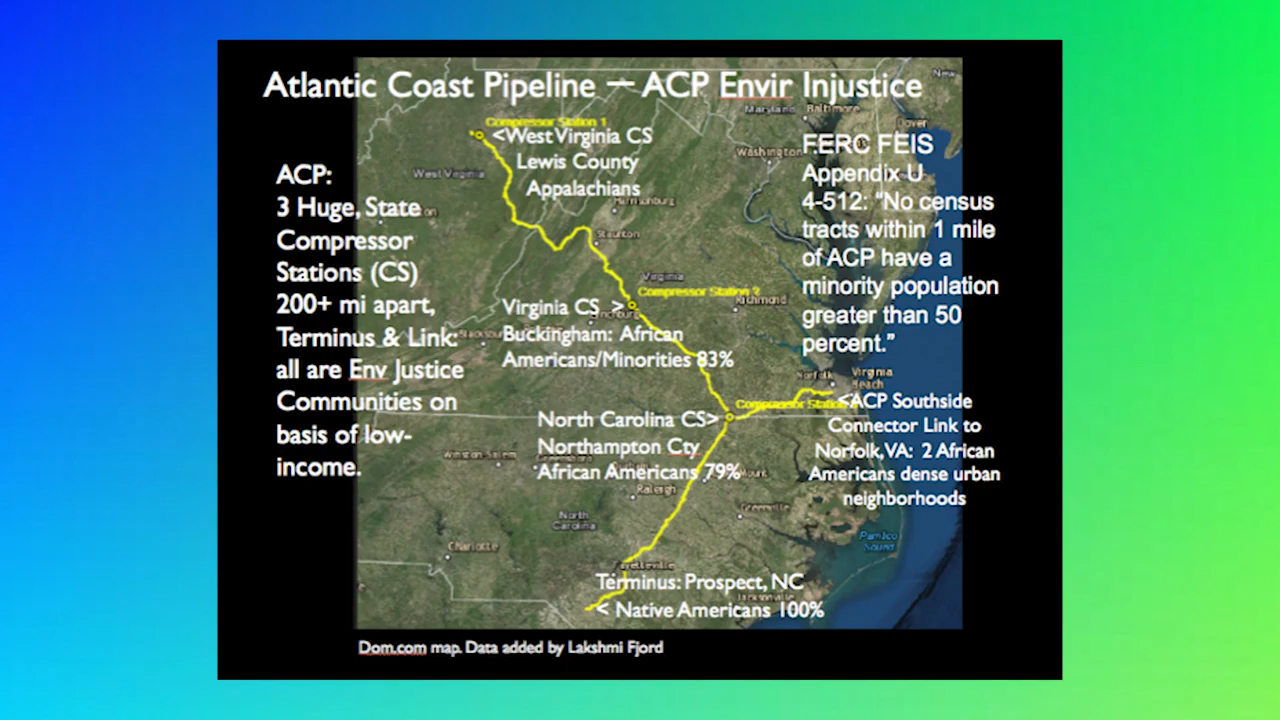 Atlantic Coast Pipeline — ACP Envir Injustice
ACP:
3 Huge, State
Compressor
Stations (CS)
200+ mi apart,
Terminus & Link:
all are Env Justice
Communities on
basis of low-
income.
Compressor Station 1
<West Virginia CS
Lewis County
Appalachians
Virginia CS >
Buckingham: African
Americans/Minorities 83%
Compressor Station 2
North Carolina CS>
Northampton Cty
African Americans 79%
Compressor Station
Terminus: Prospect, NC
< Native Americans 100%
FERC FEIS
Appendix U
4-512: “No census
tracts within 1 mile
of ACP have a
minority population
greater than 50
percent.”
<ACP Southside
Connector Link to
Norfolk, VA: 2 African
Americans dense urban
neighborhoods
Maryland
Baltimore
Dover
Washington
West Virginia
Harrisonburg
Staunton
Virginia
Richmond
Lynchburg
Norfolk
Virginia
Beach
Winston-Salem
Raleigh
Greenville
North
Carolina
Charlotte
Fayetteville
Jacksonville
Pamlico
Sound
Dom.com map. Data added by Lakshmi Fjord